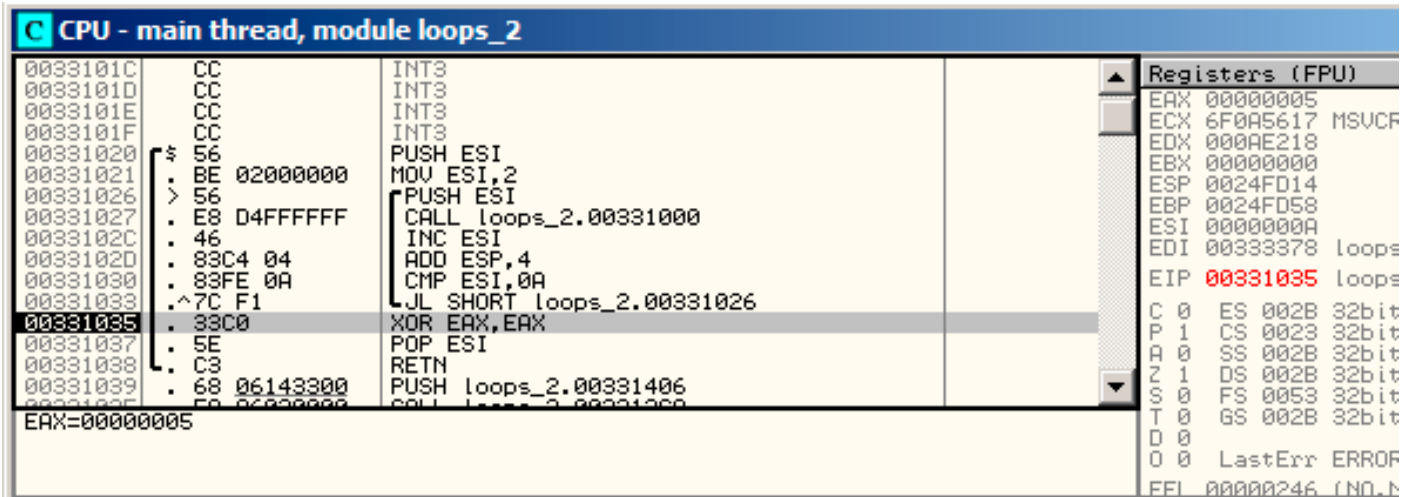 C CPU - main thread, module loops_2
0033101C CC INT3
0033101D CC INT3
0033101E CC INT3
0033101F CC INT3
00331020 $ 56 PUSH ESI
00331021 . BE 02000000 MOV ESI,2
00331026 > 56 PUSH ESI
00331027 . E8 D4FFFFFF CALL loops_2.00331000
0033102C . 46 INC ESI
0033102D . 83C4 04 ADD ESP,4
00331030 . 83FE 0A CMP ESI,0A
00331033 .^7C F1 JL SHORT loops_2.00331026
00331035 . 33C0 XOR EAX,EAX
00331037 . 5E POP ESI
00331038 . C3 RETN
00331039 . 68 06143300 PUSH loops_2.00331406
EAX=00000005
Registers (FPU)
EAX 00000005
ECX 6F0A5617 MSVCR
EDX 000AE218
EBX 00000000
ESP 0024FD14
EBP 0024FD58
ESI 0000000A
EDI 00333378 loops
EIP 00331035 loops
C 0 ES 002B 32bit
P 1 CS 0023 32bit
A 0 SS 002B 32bit
Z 1 DS 002B 32bit
S 0 FS 0053 32bit
T 0 GS 002B 32bit
D 0
O 0 LastErr ERROR
EFL 00000246 (NO,N